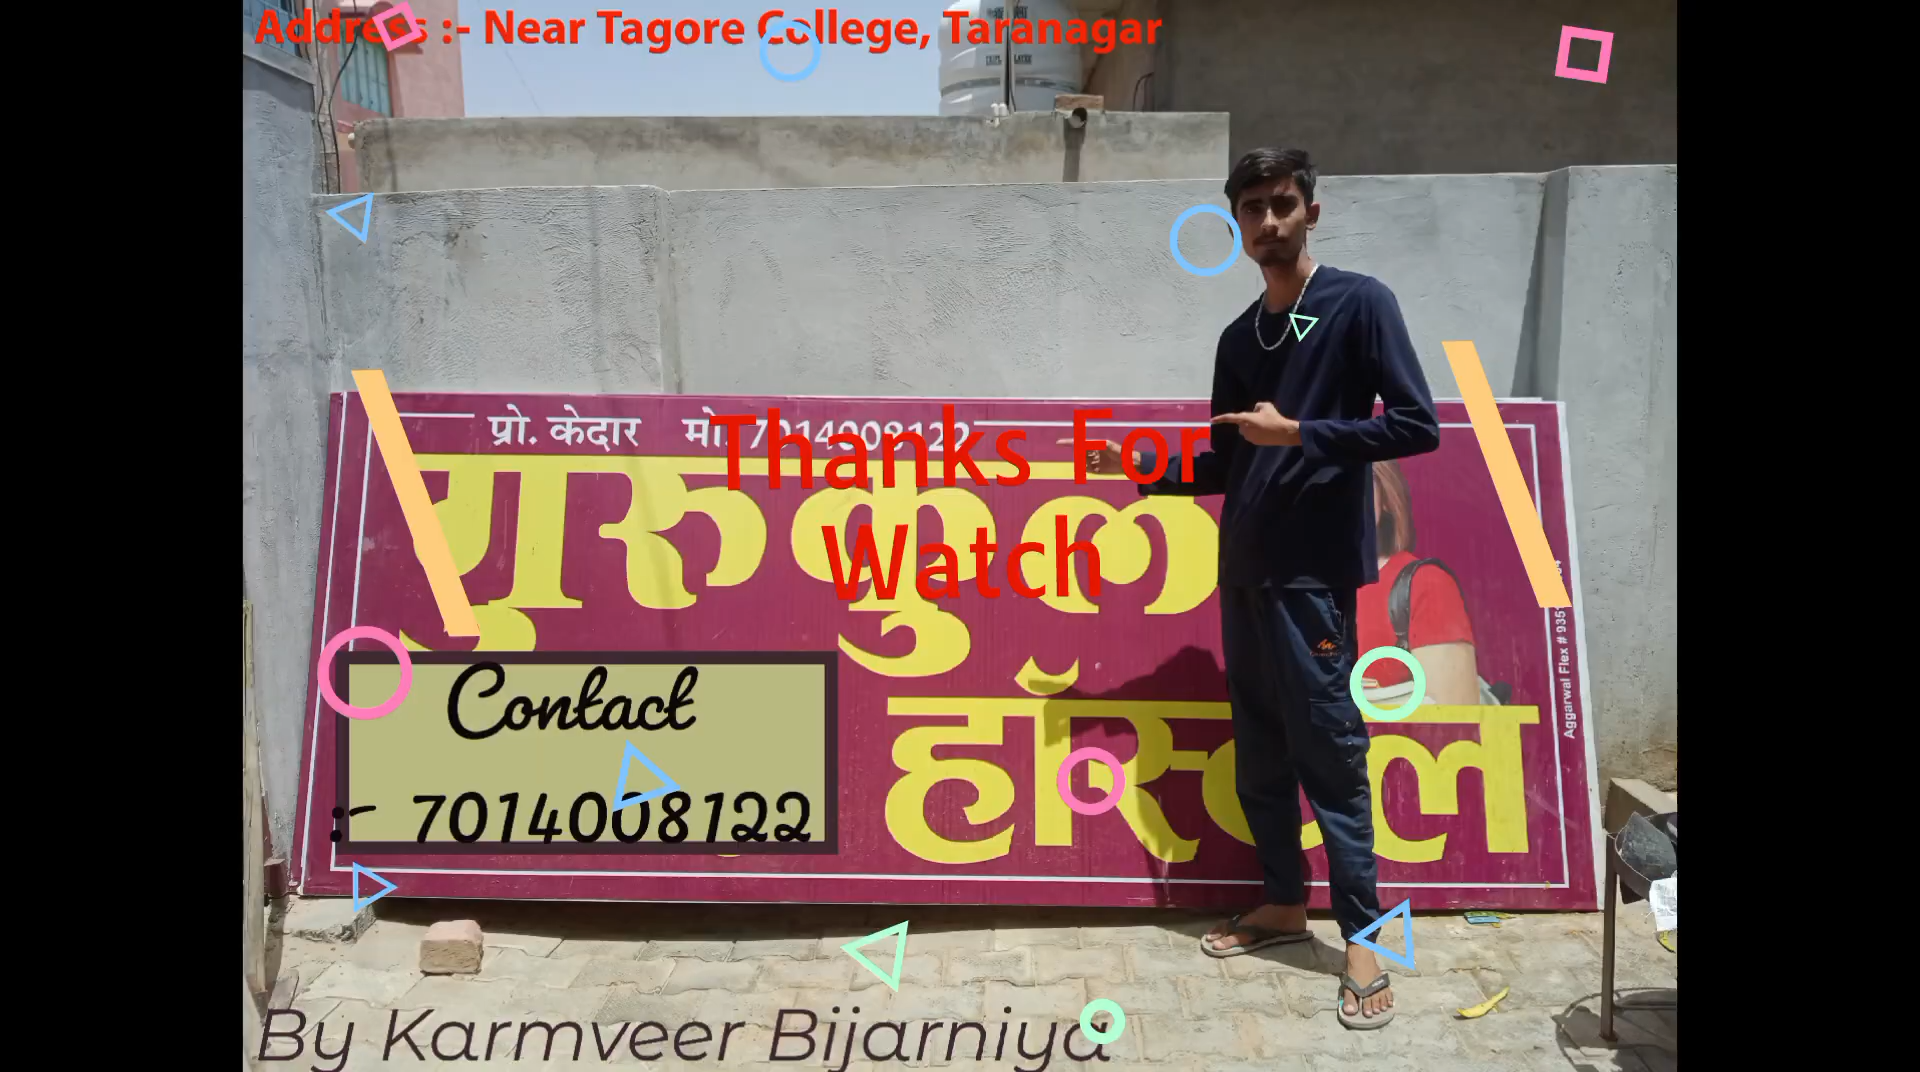 Address :- Near Tagore College, Taranagar
प्रो. केदार मो. 7014008122
Thanks For
Watch
गुरुकुल
हॉस्टल
Contact
:- 7014008122
Aggarwal Flex # 935
By Karmveer Bijarniya